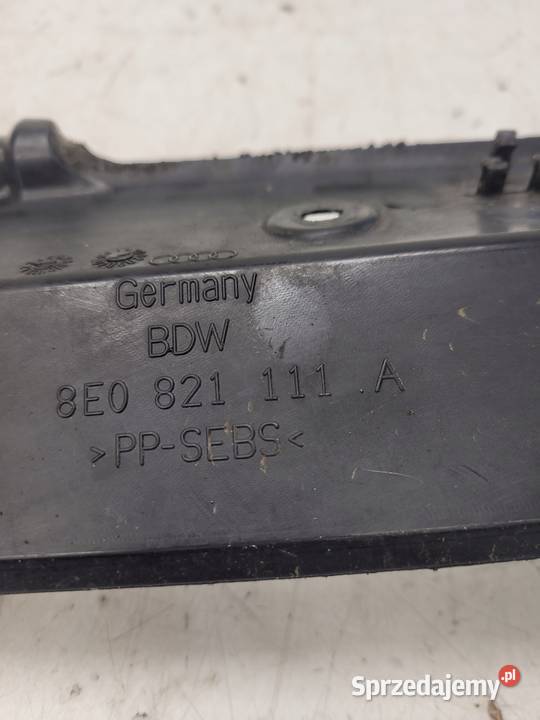 Germany
BDW
8E0 821 111 A
>PP-SEBS<
Sprzedajemy.pl